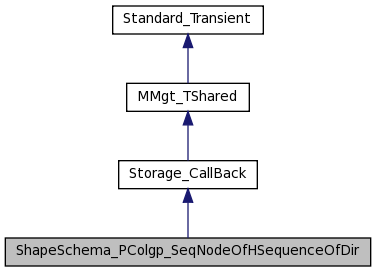 Standard_Transient
MMgt_TShared
Storage_CallBack
ShapeSchema_PColgp_SeqNodeOfHSequenceOfDir